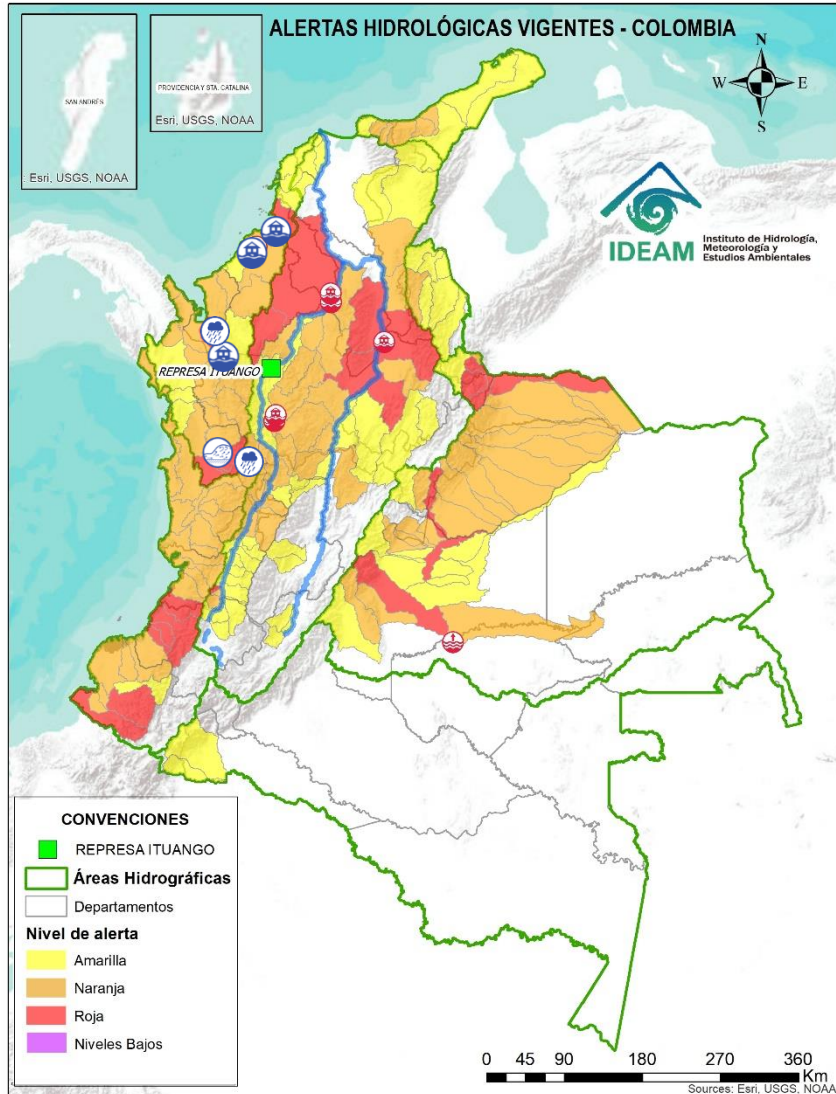 ALERTAS HIDROLÓGICAS VIGENTES - COLOMBIA
SAN ANDRÉS
Esri, USGS, NOAA
PROVIDENCIA Y STA. CATALINA
Esri, USGS, NOAA
N
W
E
S
IDEAM
Instituto de Hidrología,
Meteorología y
Estudios Ambientales
REPRESA ITUANGO
CONVENCIONES
REPRESA ITUANGO
Áreas Hidrográficas
Departamentos
Nivel de alerta
Amarilla
Naranja
Roja
Niveles Bajos
0 45 90 180 270 360
Km
Sources: Esri, USGS, NOAA